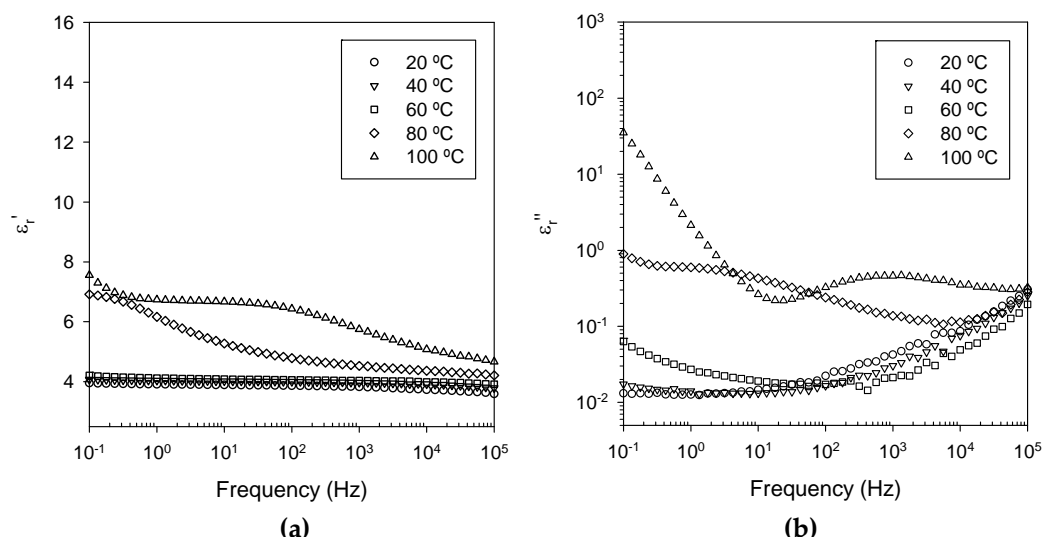 16
14
12
10
8
6
4
εr'
20 ºC
40 ºC
60 ºC
80 ºC
100 ºC
10-1 100 101 102 103 104 105
Frequency (Hz)
(a)
103
102
101
100
10-1
10-2
εr"
20 ºC
40 ºC
60 ºC
80 ºC
100 ºC
10-1 100 101 102 103 104 105
Frequency (Hz)
(b)